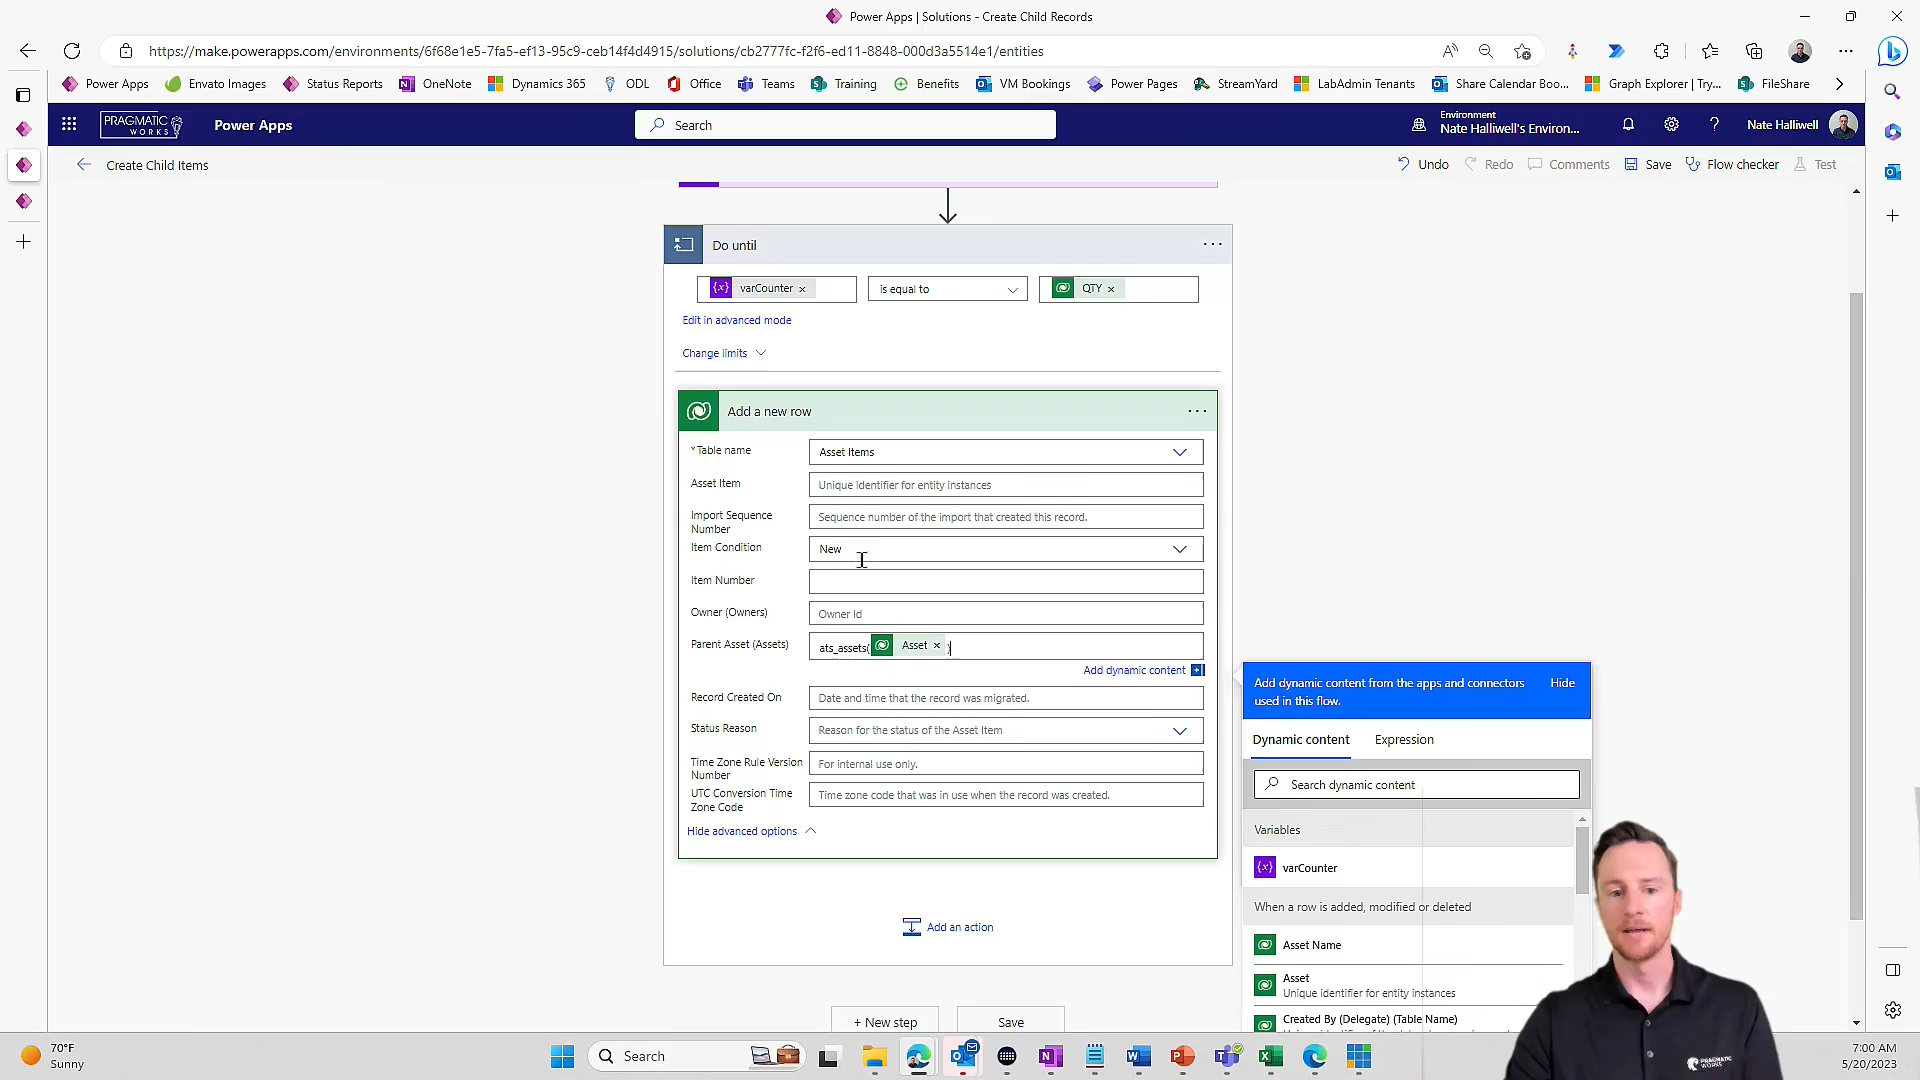 Power Apps | Solutions - Create Child Records
https://make.powerapps.com/environments/6f68e1e5-7fa5-ef13-95c9-ceb14f4d4915/solutions/cb2777fc-f2f6-ed11-8848-000d3a5514e1/entities
Power Apps Envato Images Status Reports OneNote Dynamics 365 ODL Office Teams Training Benefits VM Bookings Power Pages StreamYard LabAdmin Tenants Share Calendar Boo... Graph Explorer | Try... FileShare
PRAGMATIC WORKS Power Apps Search Environment Nate Halliwell's Environ... Nate Halliwell
Create Child Items Undo Redo Comments Save Flow checker Test
Do until
{x} varCounter × is equal to QTY ×
Edit in advanced mode
Change limits
Add a new row
*Table name Asset Items
Asset Item Unique identifier for entity instances
Import Sequence Number Sequence number of the import that created this record.
Item Condition New
Item Number
Owner (Owners) Owner Id
Parent Asset (Assets) ats_assets( Asset × )
Add dynamic content
Record Created On Date and time that the record was migrated.
Status Reason Reason for the status of the Asset Item
Time Zone Rule Version Number For internal use only.
UTC Conversion Time Zone Code Time zone code that was in use when the record was created.
Hide advanced options
Add an action
+ New step Save
Add dynamic content from the apps and connectors used in this flow. Hide
Dynamic content Expression
Search dynamic content
Variables
{x} varCounter
When a row is added, modified or deleted
Asset Name
Asset
Unique identifier for entity instances
Created By (Delegate) (Table Name)
PRAGMATIC WORKS
70°F
Sunny
Search
7:00 AM
5/20/2023